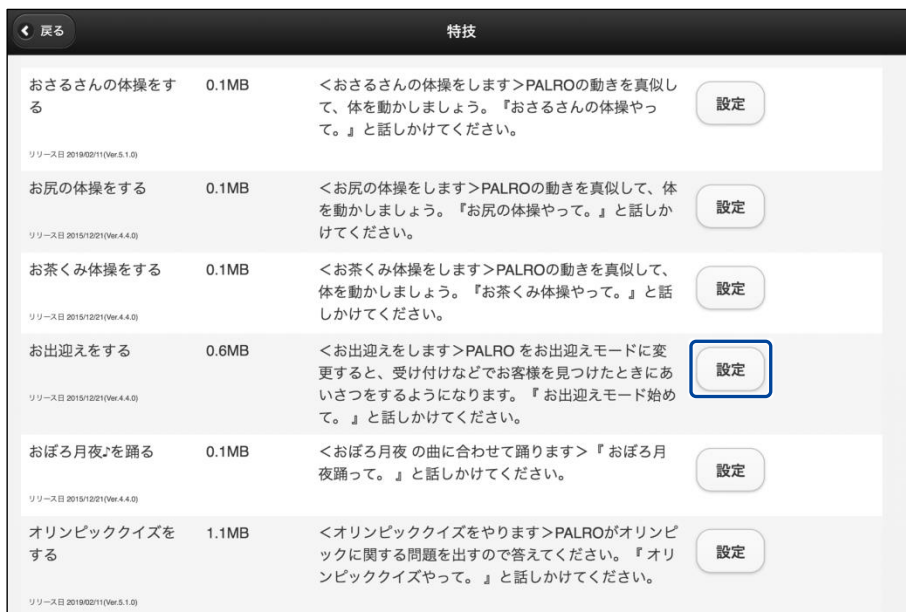 戻る
特技
おさるさんの体操をす
る
0.1MB
＜おさるさんの体操をします＞PALROの動きを真似し
て、体を動かしましょう。『おさるさんの体操やっ
て。』と話しかけてください。
設定
リリース日 2019/02/11(Ver.5.1.0)
お尻の体操をする
0.1MB
＜お尻の体操をします＞PALROの動きを真似して、体
を動かしましょう。『お尻の体操やって。』と話しか
けてください。
設定
リリース日 2015/12/21(Ver.4.4.0)
お茶くみ体操をする
0.1MB
＜お茶くみ体操をします＞PALROの動きを真似して、
体を動かしましょう。『お茶くみ体操やって。』と話
しかけてください。
設定
リリース日 2015/12/21(Ver.4.4.0)
お出迎えをする
0.6MB
＜お出迎えをします＞PALRO をお出迎えモードに変
更すると、受け付けなどでお客様を見つけたときにあ
いさつをするようになります。『 お出迎えモード始め
て。 』と話しかけてください。
設定
リリース日 2015/12/21(Ver.4.4.0)
おぼろ月夜♪を踊る
0.1MB
＜おぼろ月夜 の曲に合わせて踊ります＞『 おぼろ月
夜踊って。 』と話しかけてください。
設定
リリース日 2015/12/21(Ver.4.4.0)
オリンピッククイズを
する
1.1MB
＜オリンピッククイズをやります＞PALROがオリンピ
ックに関する問題を出すので答えてください。『 オリ
ンピッククイズやって。 』と話しかけてください。
設定
リリース日 2019/02/11(Ver.5.1.0)